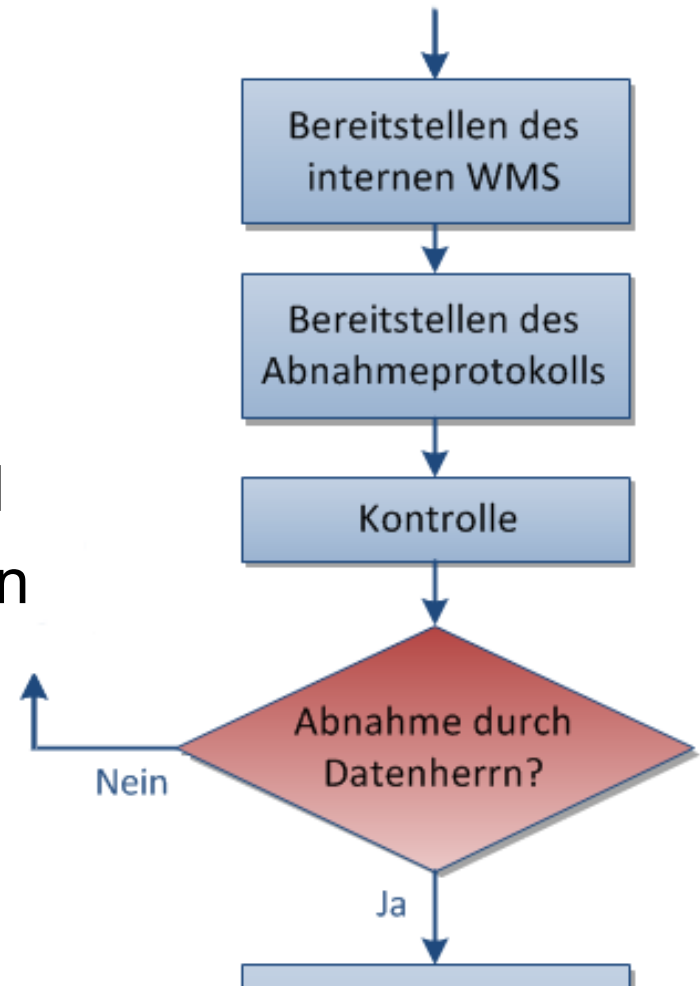 Bereitstellen des
internen WMS
Bereitstellen des
Abnahmeprotokolls
Kontrolle
Abnahme durch
Datenherrn?
Nein
Ja